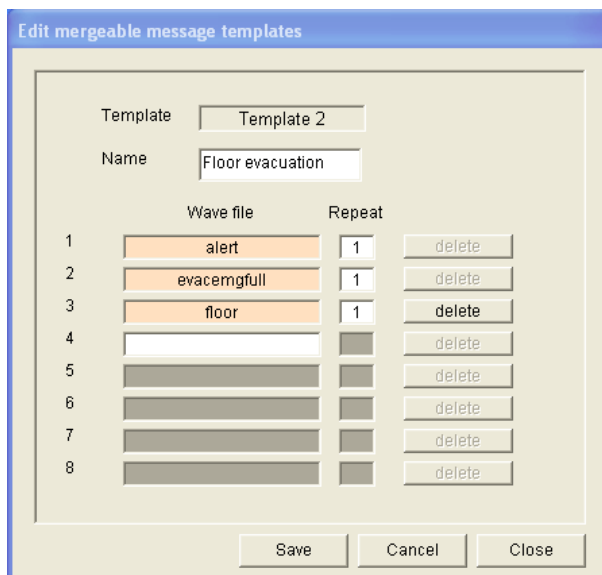 Edit mergeable message templates
Template Template 2
Name Floor evacuation
Wave file Repeat
1 alert 1 delete
2 evacemgfull 1 delete
3 floor 1 delete
4 delete
5 delete
6 delete
7 delete
8 delete
Save Cancel Close